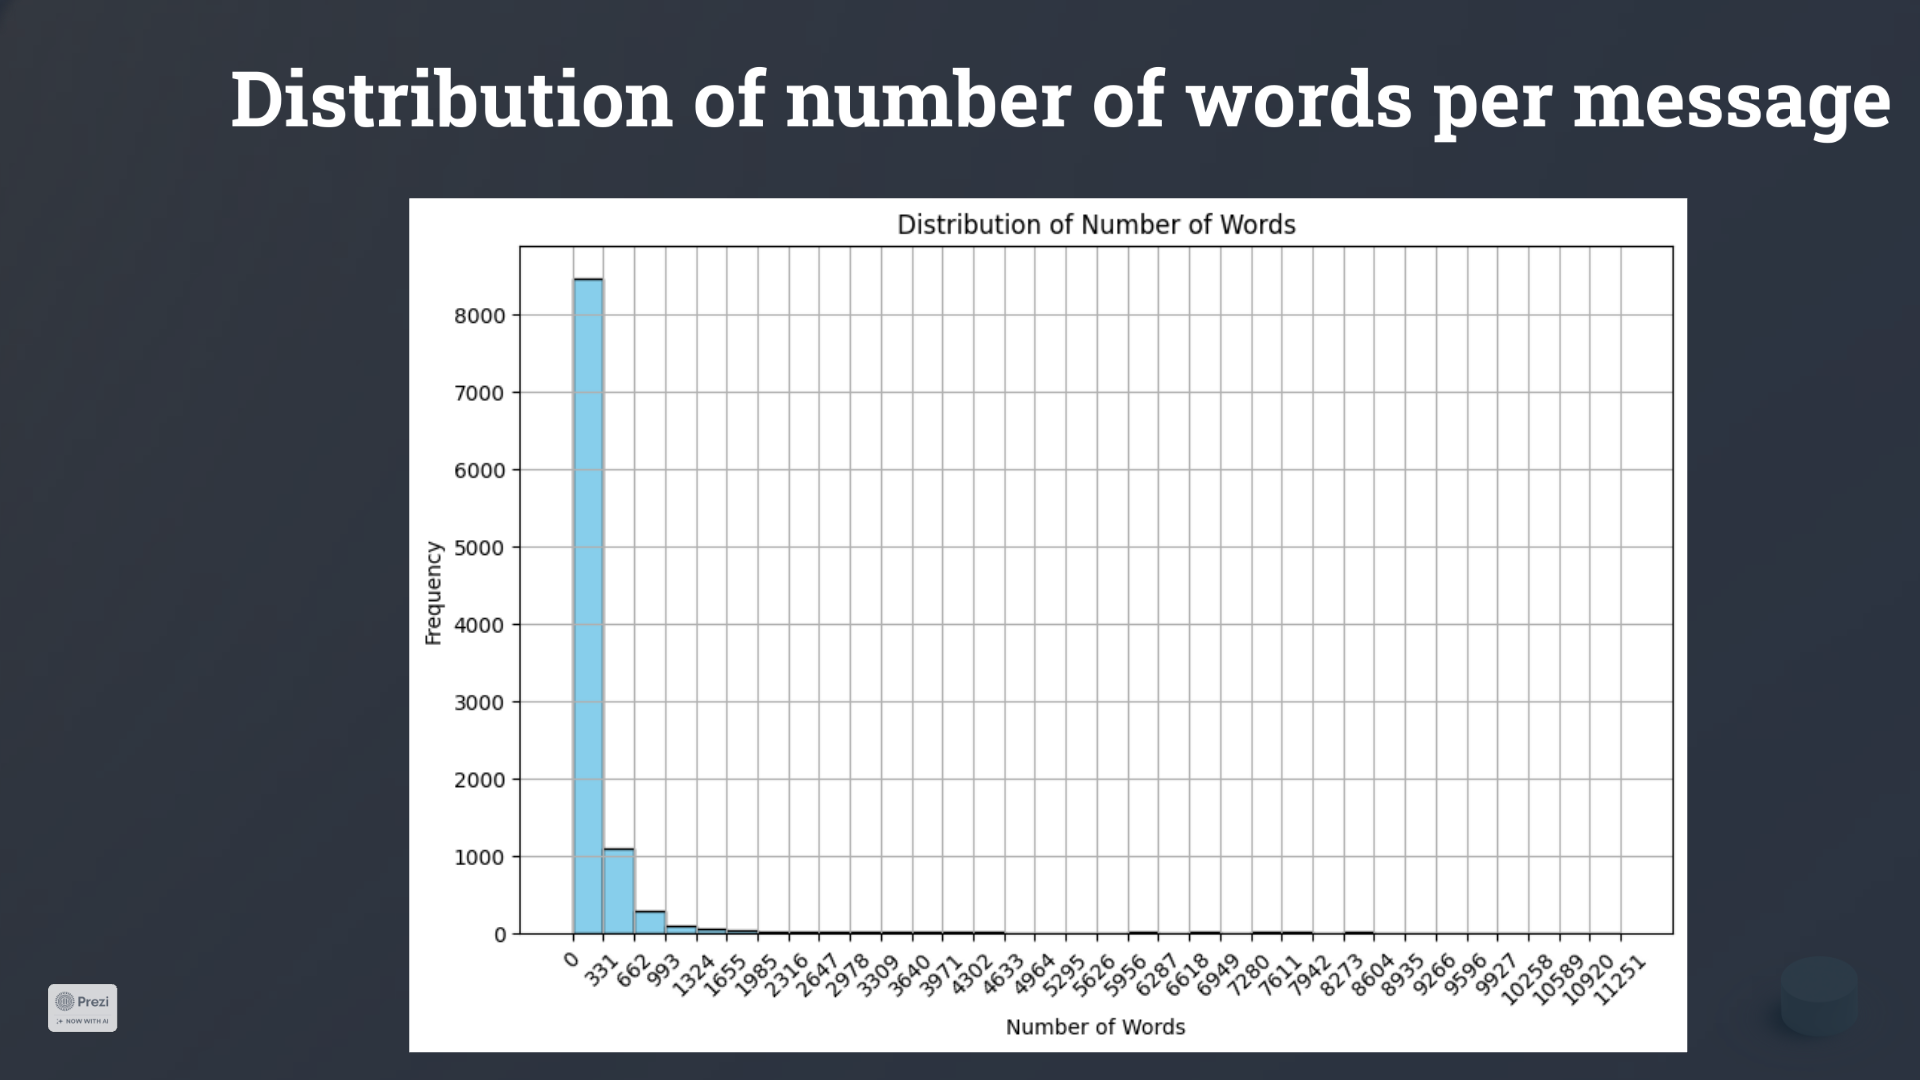 Distribution of number of words per message
Distribution of Number of Words
8000
7000
6000
5000
4000
3000
2000
1000
0
Frequency
0 331 662 993 1324 1655 1985 2316 2647 2978 3309 3640 3971 4302 4633 4964 5295 5626 5956 6287 6618 6949 7280 7611 7942 8273 8604 8935 9266 9596 9927 10258 10589 10920 11251
Number of Words
Prezi
NOW WITH AI